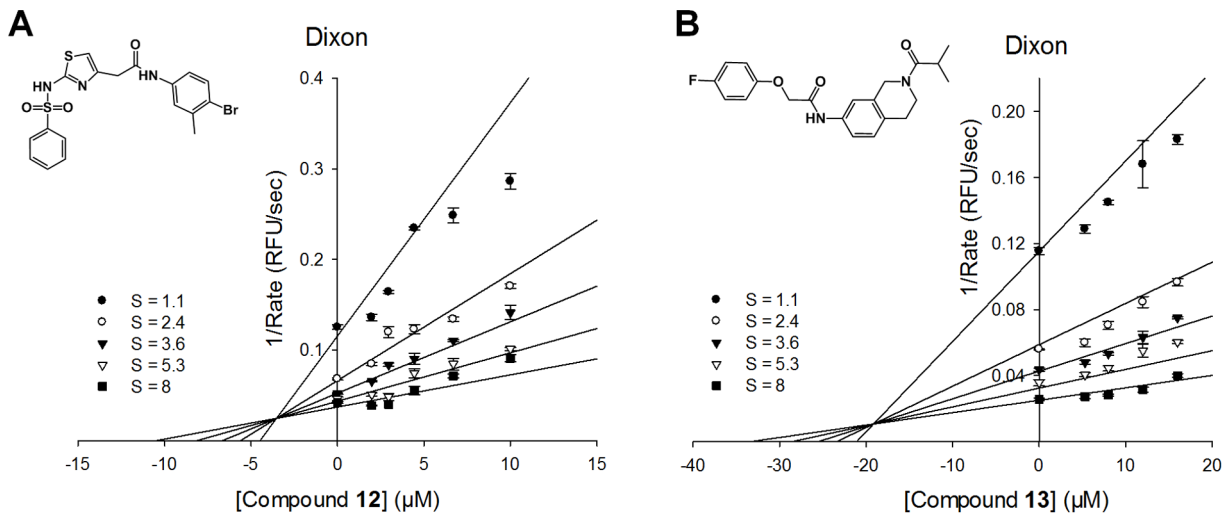 A
Dixon
S
N
HN
S
O
O
O
NH
Br
1/Rate (RFU/sec)
0.4
0.3
0.2
0.1
S = 1.1
S = 2.4
S = 3.6
S = 5.3
S = 8
-15 -10 -5 0 5 10 15
[Compound 12] (µM)
B
Dixon
F
O
O
N
H
N
O
1/Rate (RFU/sec)
0.20
0.16
0.12
0.08
0.04
S = 1.1
S = 2.4
S = 3.6
S = 5.3
S = 8
-40 -30 -20 -10 0 10 20
[Compound 13] (µM)